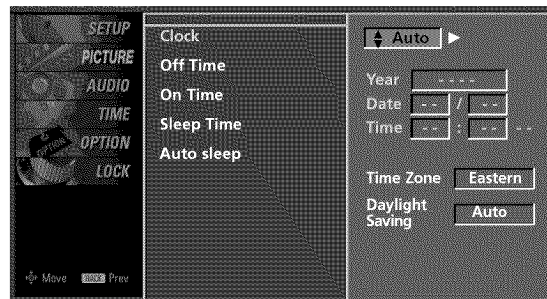 SETUP
PICTURE
AUDIO
TIME
OPTION
LOCK
Move BACK Prev
Clock
Off Time
On Time
Sleep Time
Auto sleep
Auto
Year - - - -
Date - - / - -
Time - - : - - - -
Time Zone Eastern
Daylight Saving Auto